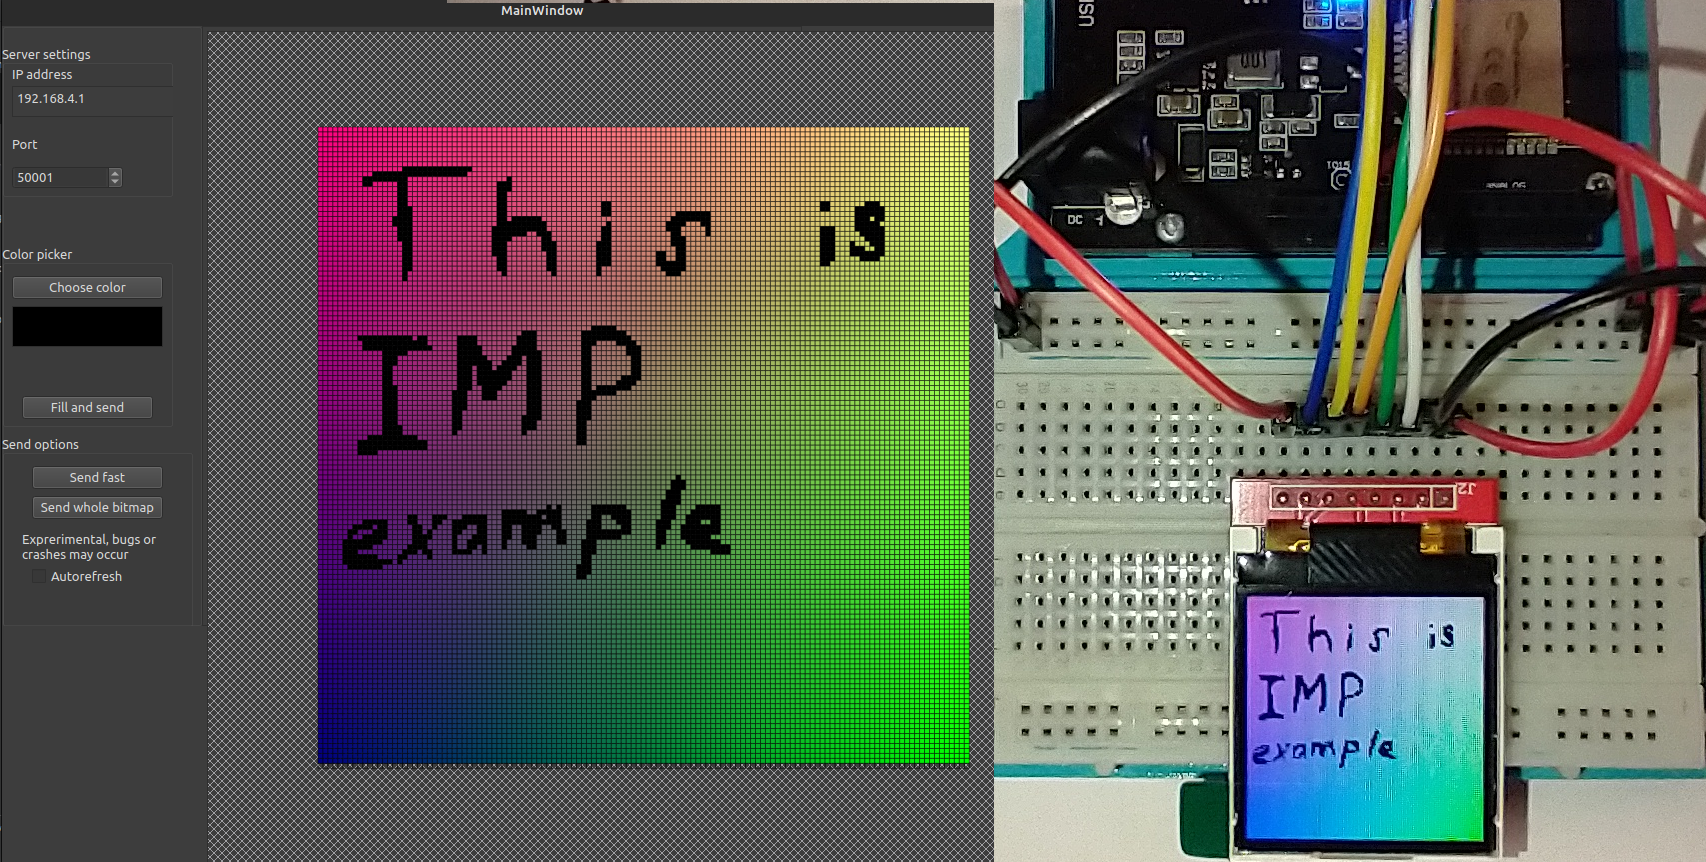 MainWindow
Server settings
IP address
192.168.4.1
Port
50001
Color picker
Choose color
Fill and send
Send options
Send fast
Send whole bitmap
Exprerimental, bugs or
crashes may occur
Autorefresh
This is
IMP
example
DC
ANALOG
J2
This is
IMP
example